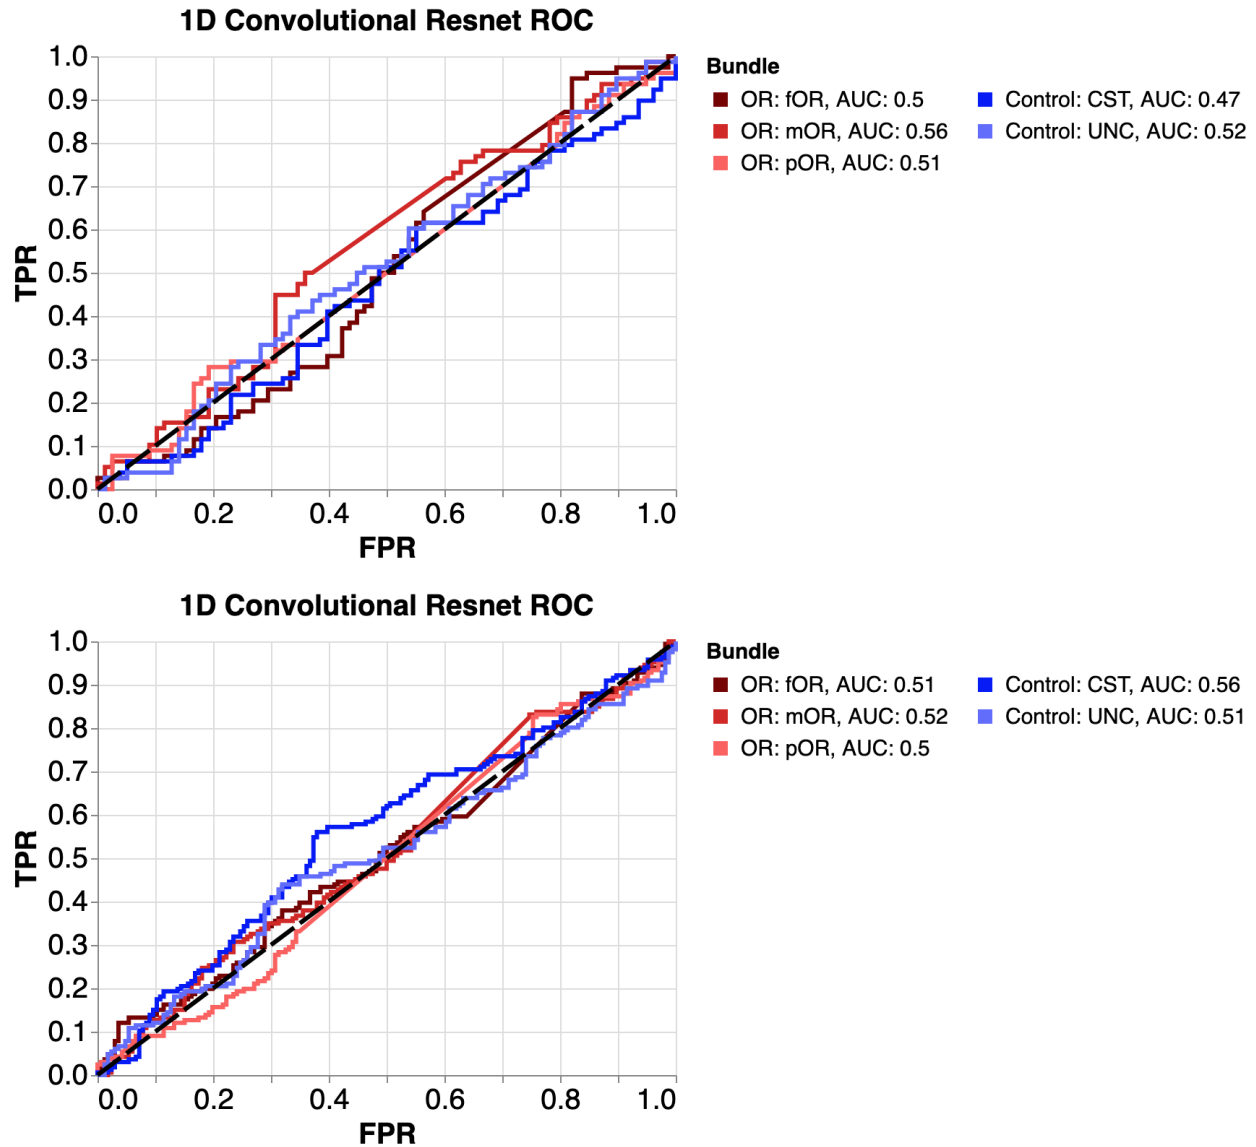 1D Convolutional Resnet ROC
1.0
0.9
0.8
0.7
0.6
0.5
0.4
0.3
0.2
0.1
0.0
TPR
0.0 0.2 0.4 0.6 0.8 1.0
FPR
Bundle
OR: fOR, AUC: 0.5 Control: CST, AUC: 0.47
OR: mOR, AUC: 0.56 Control: UNC, AUC: 0.52
OR: pOR, AUC: 0.51
1D Convolutional Resnet ROC
1.0
0.9
0.8
0.7
0.6
0.5
0.4
0.3
0.2
0.1
0.0
TPR
0.0 0.2 0.4 0.6 0.8 1.0
FPR
Bundle
OR: fOR, AUC: 0.51 Control: CST, AUC: 0.56
OR: mOR, AUC: 0.52 Control: UNC, AUC: 0.51
OR: pOR, AUC: 0.5